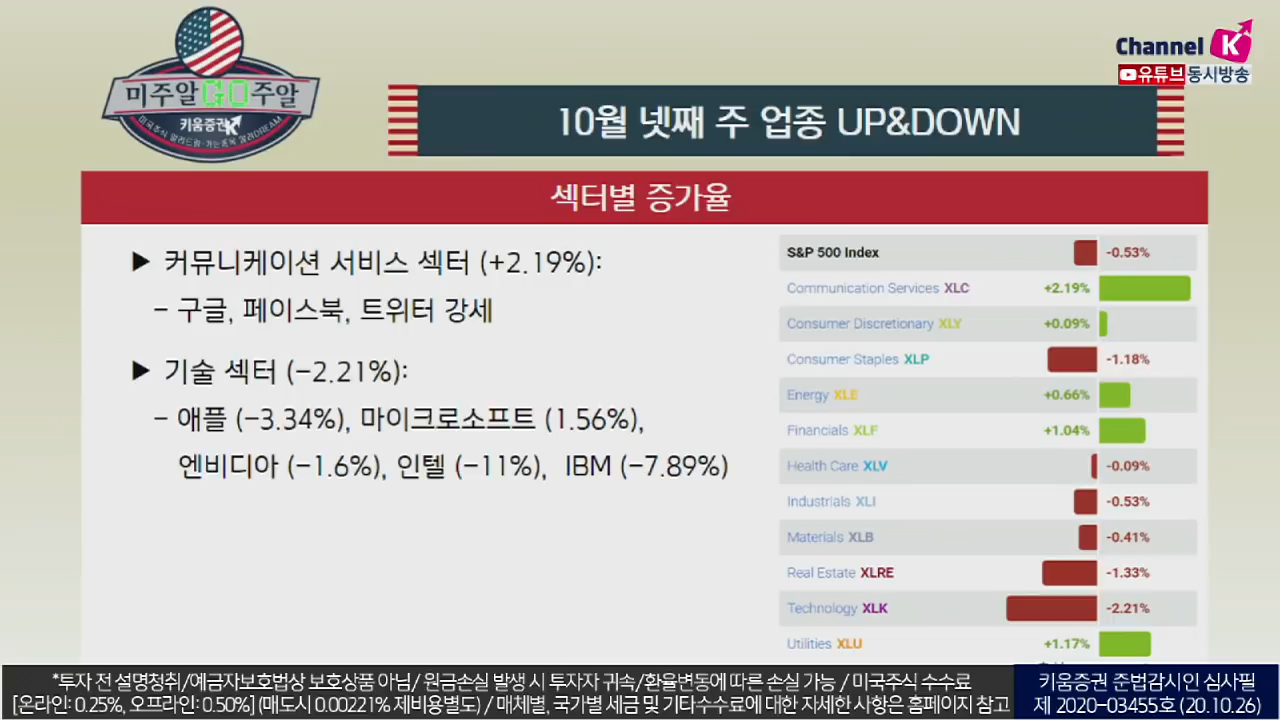 미주알GO주알
키움증권
Channel K
유튜브 동시방송
10월 넷째 주 업종 UP&DOWN
섹터별 증가율
▶ 커뮤니케이션 서비스 섹터 (+2.19%):
- 구글, 페이스북, 트위터 강세
▶ 기술 섹터 (-2.21%):
- 애플 (-3.34%), 마이크로소프트 (1.56%),
엔비디아 (-1.6%), 인텔 (-11%), IBM (-7.89%)
S&P 500 Index -0.53%
Communication Services XLC +2.19%
Consumer Discretionary XLY +0.09%
Consumer Staples XLP -1.18%
Energy XLE +0.66%
Financials XLF +1.04%
Health Care XLV -0.09%
Industrials XLI -0.53%
Materials XLB -0.41%
Real Estate XLRE -1.33%
Technology XLK -2.21%
Utilities XLU +1.17%
*투자 전 설명청취/예금자보호법상 보호상품 아님/ 원금손실 발생 시 투자자 귀속/환율변동에 따른 손실 가능 / 미국주식 수수료
[온라인: 0.25%, 오프라인: 0.50%] (매도시 0.00221% 제비용별도) / 매체별, 국가별 세금 및 기타수수료에 대한 자세한 사항은 홈페이지 참고
키움증권 준법감시인 심사필
제 2020-03455호 (20.10.26)